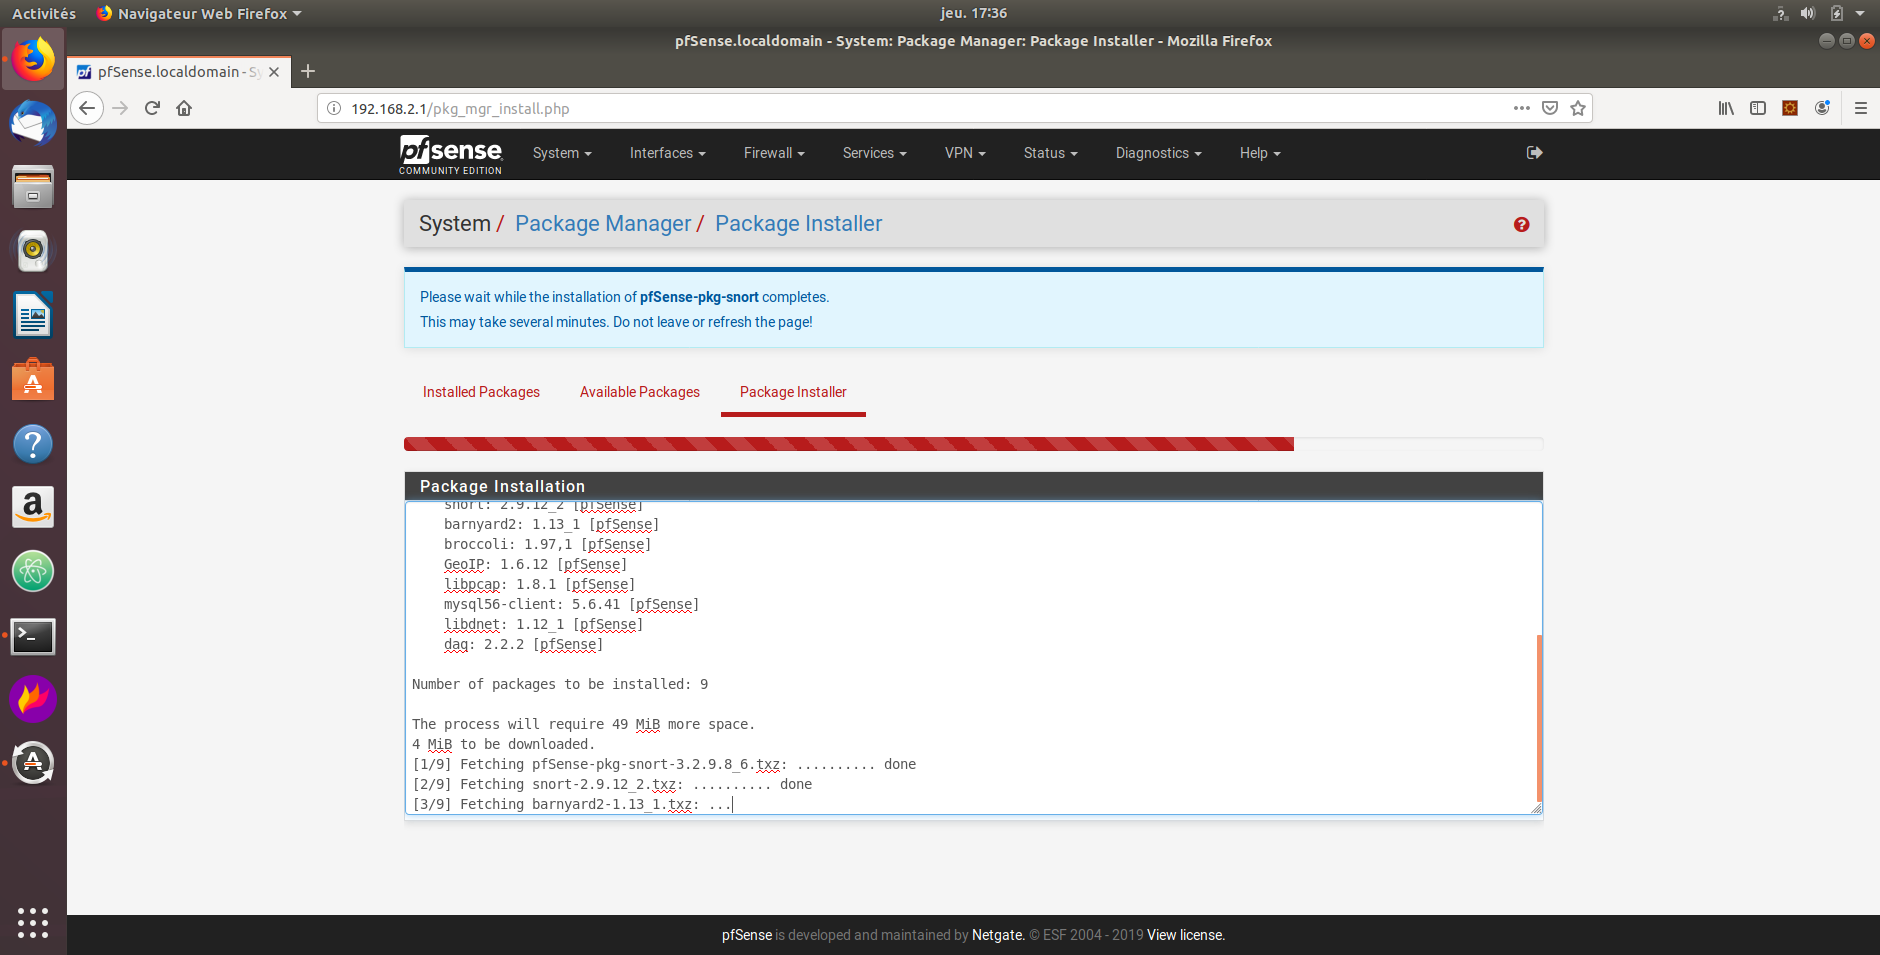 Activités
Navigateur Web Firefox
jeu. 17:36
pfSense.localdomain - System: Package Manager: Package Installer - Mozilla Firefox
pfSense.localdomain - Sy
192.168.2.1/pkg_mgr_install.php
pfsense
COMMUNITY EDITION
System
Interfaces
Firewall
Services
VPN
Status
Diagnostics
Help
System / Package Manager / Package Installer
Please wait while the installation of pfSense-pkg-snort completes.
This may take several minutes. Do not leave or refresh the page!
Installed Packages
Available Packages
Package Installer
Package Installation
snort: 2.9.12_2 [pfSense]
barnyard2: 1.13_1 [pfSense]
broccoli: 1.97,1 [pfSense]
GeoIP: 1.6.12 [pfSense]
libpcap: 1.8.1 [pfSense]
mysql56-client: 5.6.41 [pfSense]
libdnet: 1.12_1 [pfSense]
daq: 2.2.2 [pfSense]
Number of packages to be installed: 9
The process will require 49 MiB more space.
4 MiB to be downloaded.
[1/9] Fetching pfSense-pkg-snort-3.2.9.8_6.txz: .......... done
[2/9] Fetching snort-2.9.12_2.txz: .......... done
[3/9] Fetching barnyard2-1.13_1.txz: ...
pfSense is developed and maintained by Netgate. © ESF 2004 - 2019 View license.